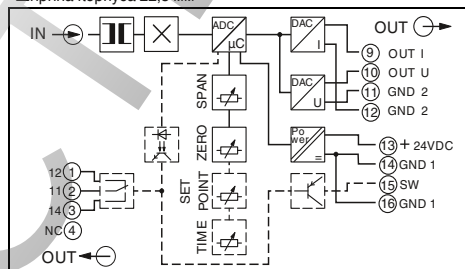 Ширина корпуса 22,5 мм
IN
ADC
µC
DAC
I
OUT
9 OUT I
10 OUT U
DAC
U
11 GND 2
12 GND 2
SPAN
Po
wer
=
13 + 24VDC
14 GND 1
15 SW
16 GND 1
ZERO
SET
POINT
TIME
12 1
11 2
14 3
NC 4
OUT